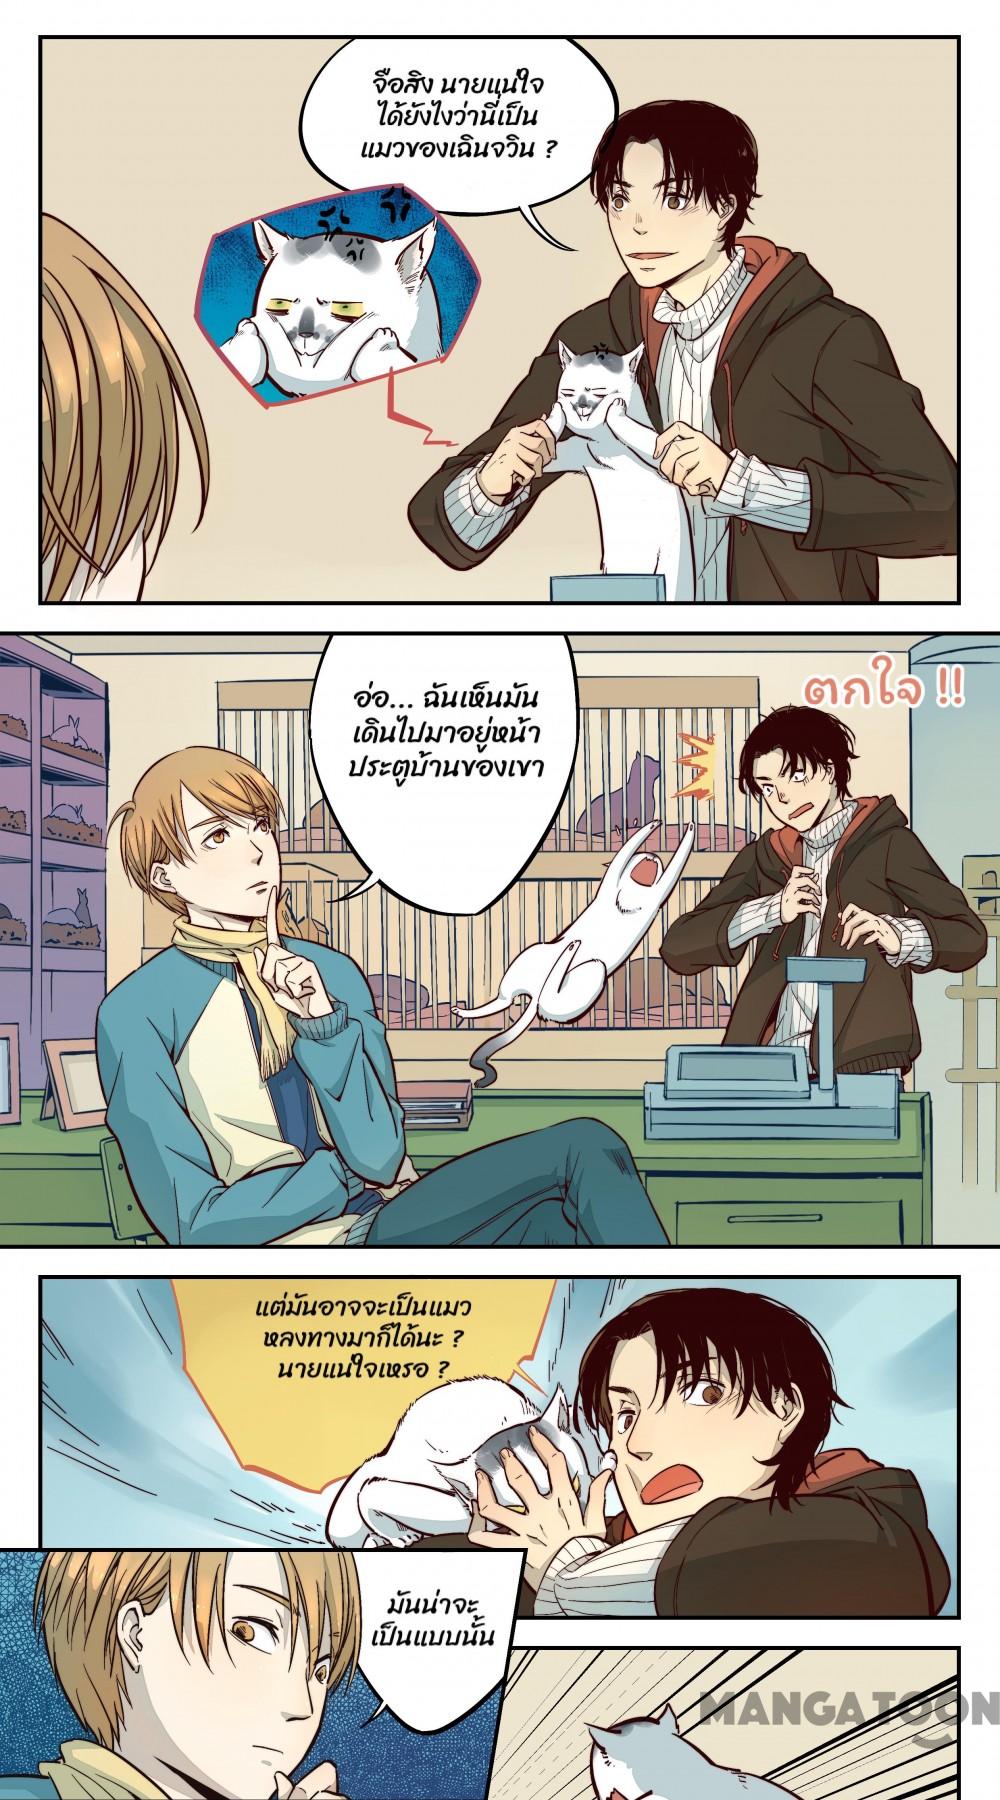 จือสิง นายแน่ใจ
ได้ยังไงว่านี่เป็น
แมวของเฉินจวิน ?
อ่อ... ฉันเห็นมัน
เดินไปมาอยู่หน้า
ประตูบ้านของเขา
ตกใจ !!
แต่มันอาจจะเป็นแมว
หลงทางมาก็ได้นะ ?
นายแน่ใจเหรอ ?
มันน่าจะ
เป็นแบบนั้น
MANGATOON